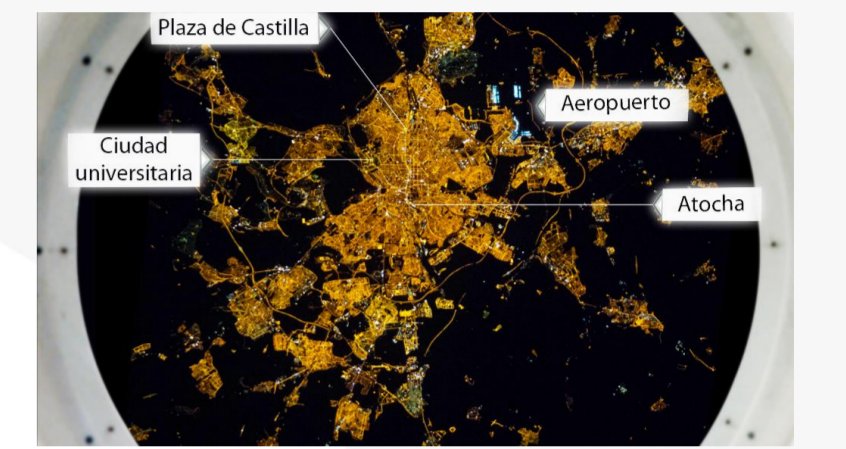 Plaza de Castilla
Aeropuerto
Ciudad
universitaria
Atocha